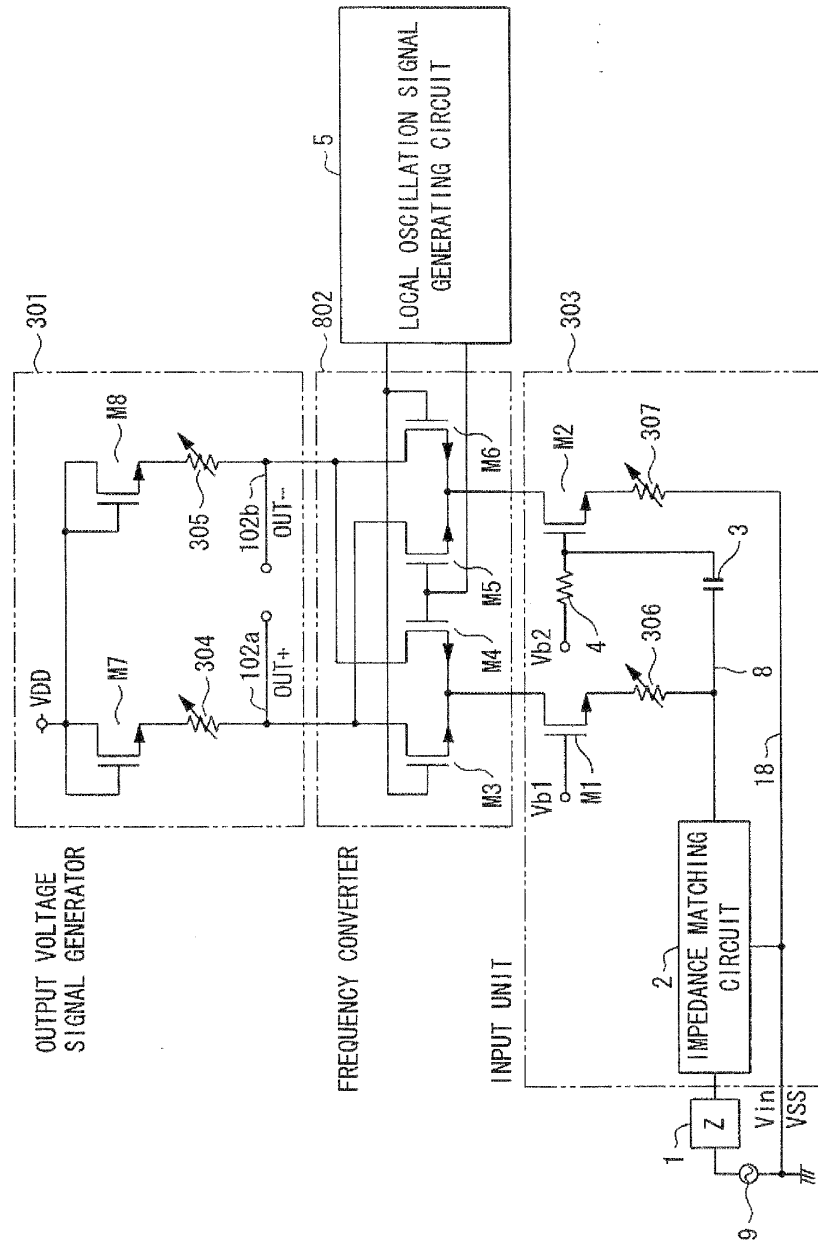 OUTPUT VOLTAGE
SIGNAL GENERATOR
301
VDD
M7
M8
304
305
102a
OUT+
102b
OUT-
FREQUENCY CONVERTER
802
M3
M4
M5
M6
5
LOCAL OSCILLATION SIGNAL
GENERATING CIRCUIT
INPUT UNIT
303
Vb1
M1
Vb2
4
M2
306
307
3
8
18
2
IMPEDANCE MATCHING
CIRCUIT
1
Z
Vin
VSS
9